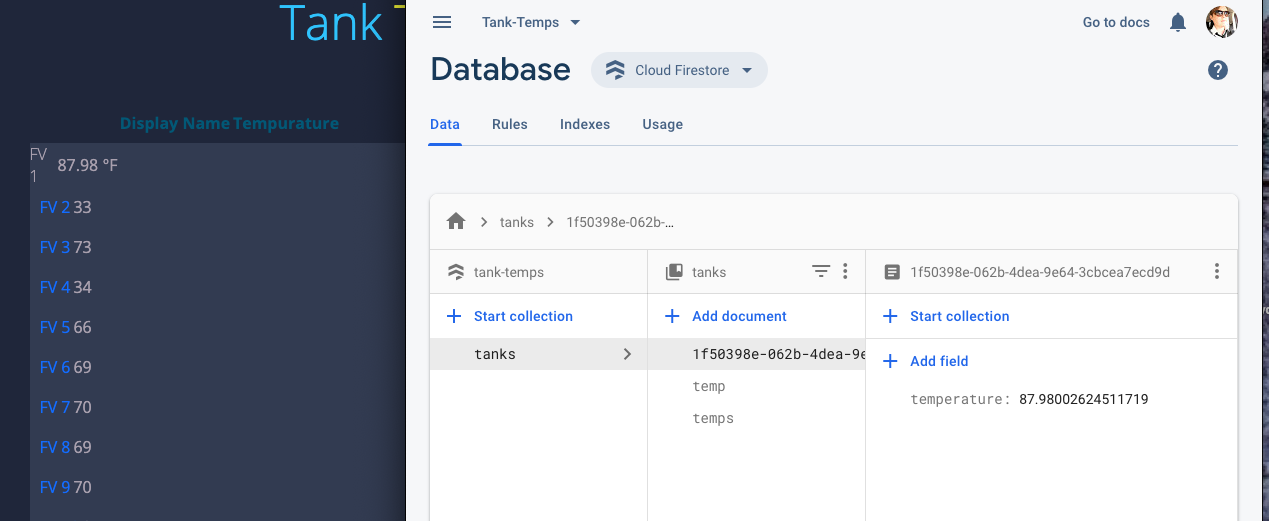 Tank
Display Name Tempurature
FV 1 87.98 °F
FV 2 33
FV 3 73
FV 4 34
FV 5 66
FV 6 69
FV 7 70
FV 8 69
FV 9 70
Tank-Temps
Go to docs
Database
Cloud Firestore
Data Rules Indexes Usage
tanks
1f50398e-062b-…
tank-temps
tanks
1f50398e-062b-4dea-9e64-3cbcea7ecd9d
+ Start collection
+ Add document
+ Start collection
tanks
1f50398e-062b-4dea-9e
+ Add field
temp
temperature: 87.98002624511719
temps